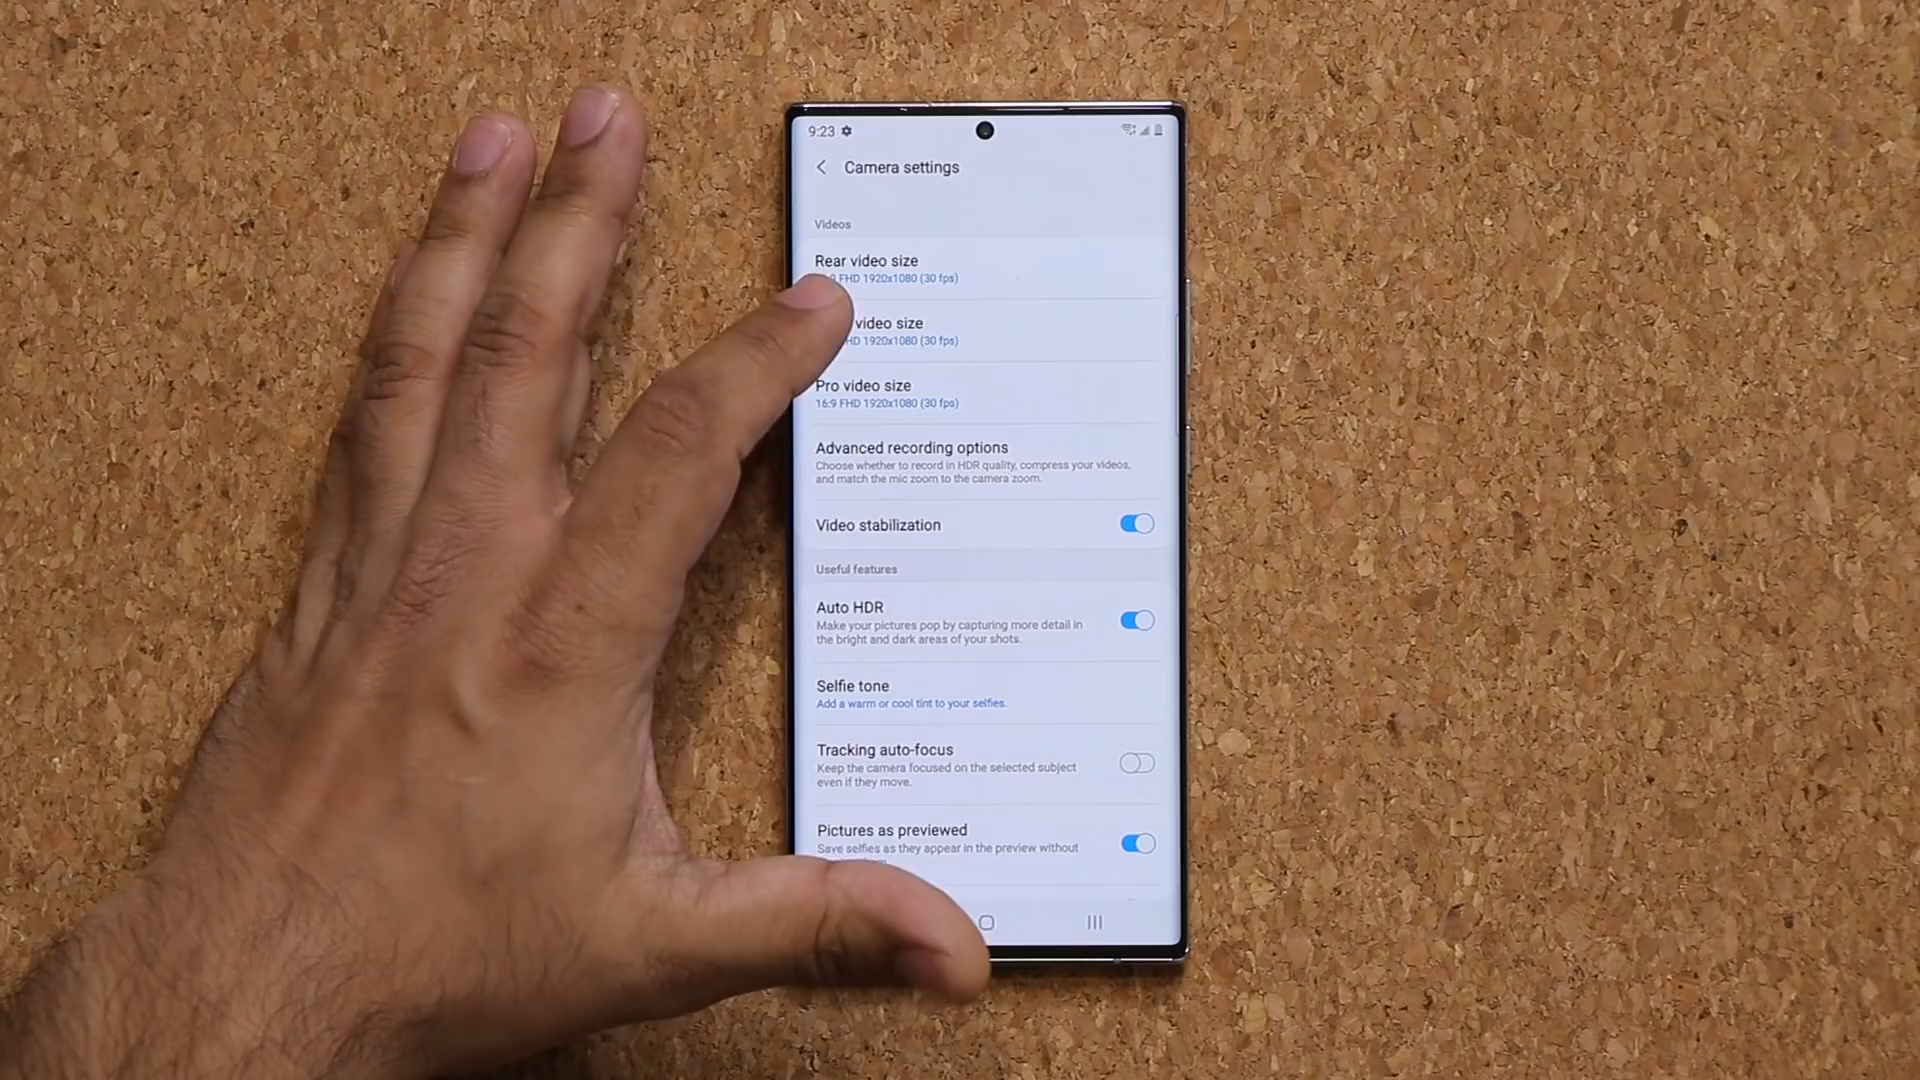 9:23
Camera settings
Videos
Rear video size
FHD 1920x1080 (30 fps)
video size
HD 1920x1080 (30 fps)
Pro video size
16:9 FHD 1920x1080 (30 fps)
Advanced recording options
Choose whether to record in HDR quality, compress your videos,
and match the mic zoom to the camera zoom.
Video stabilization
Useful features
Auto HDR
Make your pictures pop by capturing more detail in
the bright and dark areas of your shots.
Selfie tone
Add a warm or cool tint to your selfies.
Tracking auto-focus
Keep the camera focused on the selected subject
even if they move.
Pictures as previewed
Save selfies as they appear in the preview without